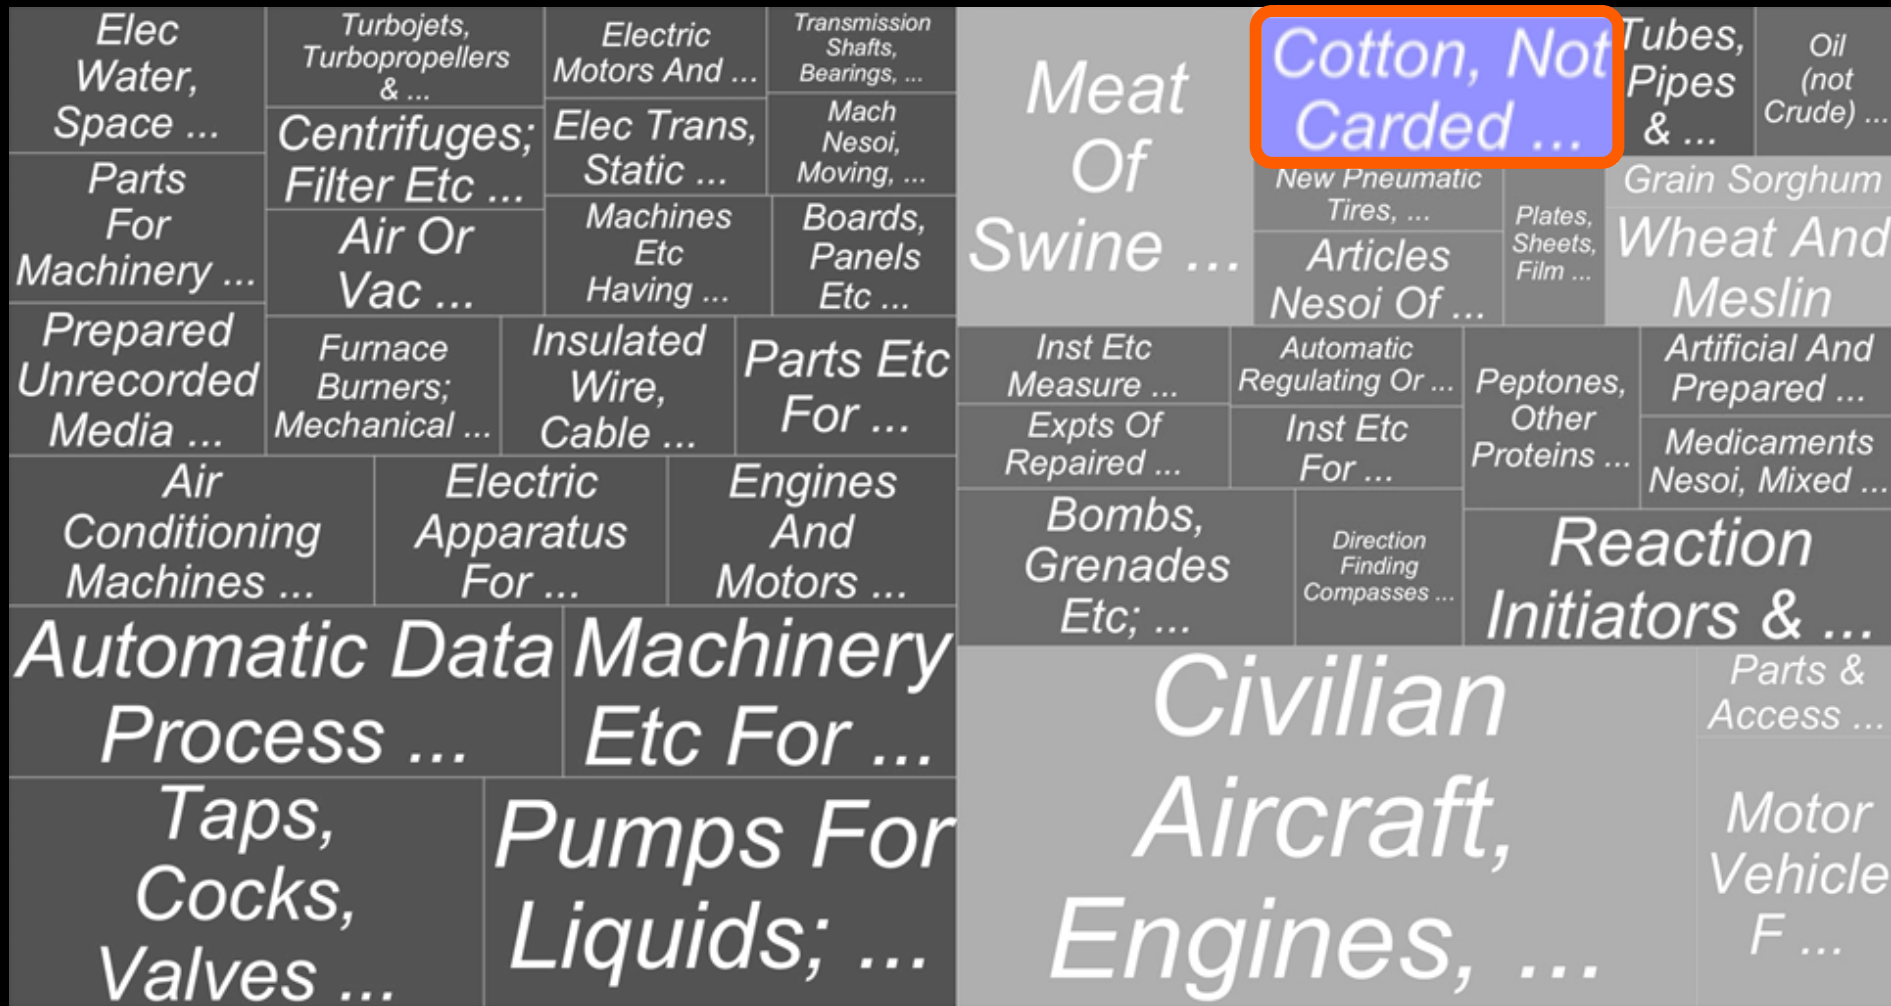 Elec
Water,
Space ...
Turbojets,
Turbopropellers
& ...
Electric
Motors And ...
Transmission
Shafts,
Bearings, ...
Centrifuges;
Filter Etc ...
Elec Trans,
Static ...
Mach
Nesoi,
Moving, ...
Parts
For
Machinery ...
Air Or
Vac ...
Machines
Etc
Having ...
Boards,
Panels
Etc ...
Prepared
Unrecorded
Media ...
Furnace
Burners;
Mechanical ...
Insulated
Wire,
Cable ...
Parts Etc
For ...
Air
Conditioning
Machines ...
Electric
Apparatus
For ...
Engines
And
Motors ...
Automatic Data
Process ...
Machinery
Etc For ...
Taps,
Cocks,
Valves ...
Pumps For
Liquids; ...
Meat
Of
Swine ...
Cotton, Not
Carded ...
Tubes,
Pipes
& ...
Oil
(not
Crude) ...
New Pneumatic
Tires, ...
Articles
Nesoi Of ...
Plates,
Sheets,
Film ...
Grain Sorghum
Wheat And
Meslin
Inst Etc
Measure ...
Automatic
Regulating Or ...
Peptones,
Other
Proteins ...
Artificial And
Prepared ...
Expts Of
Repaired ...
Inst Etc
For ...
Medicaments
Nesoi, Mixed ...
Bombs,
Grenades
Etc; ...
Direction
Finding
Compasses ...
Reaction
Initiators & ...
Civilian
Aircraft,
Engines, ...
Parts &
Access ...
Motor
Vehicle
F ...